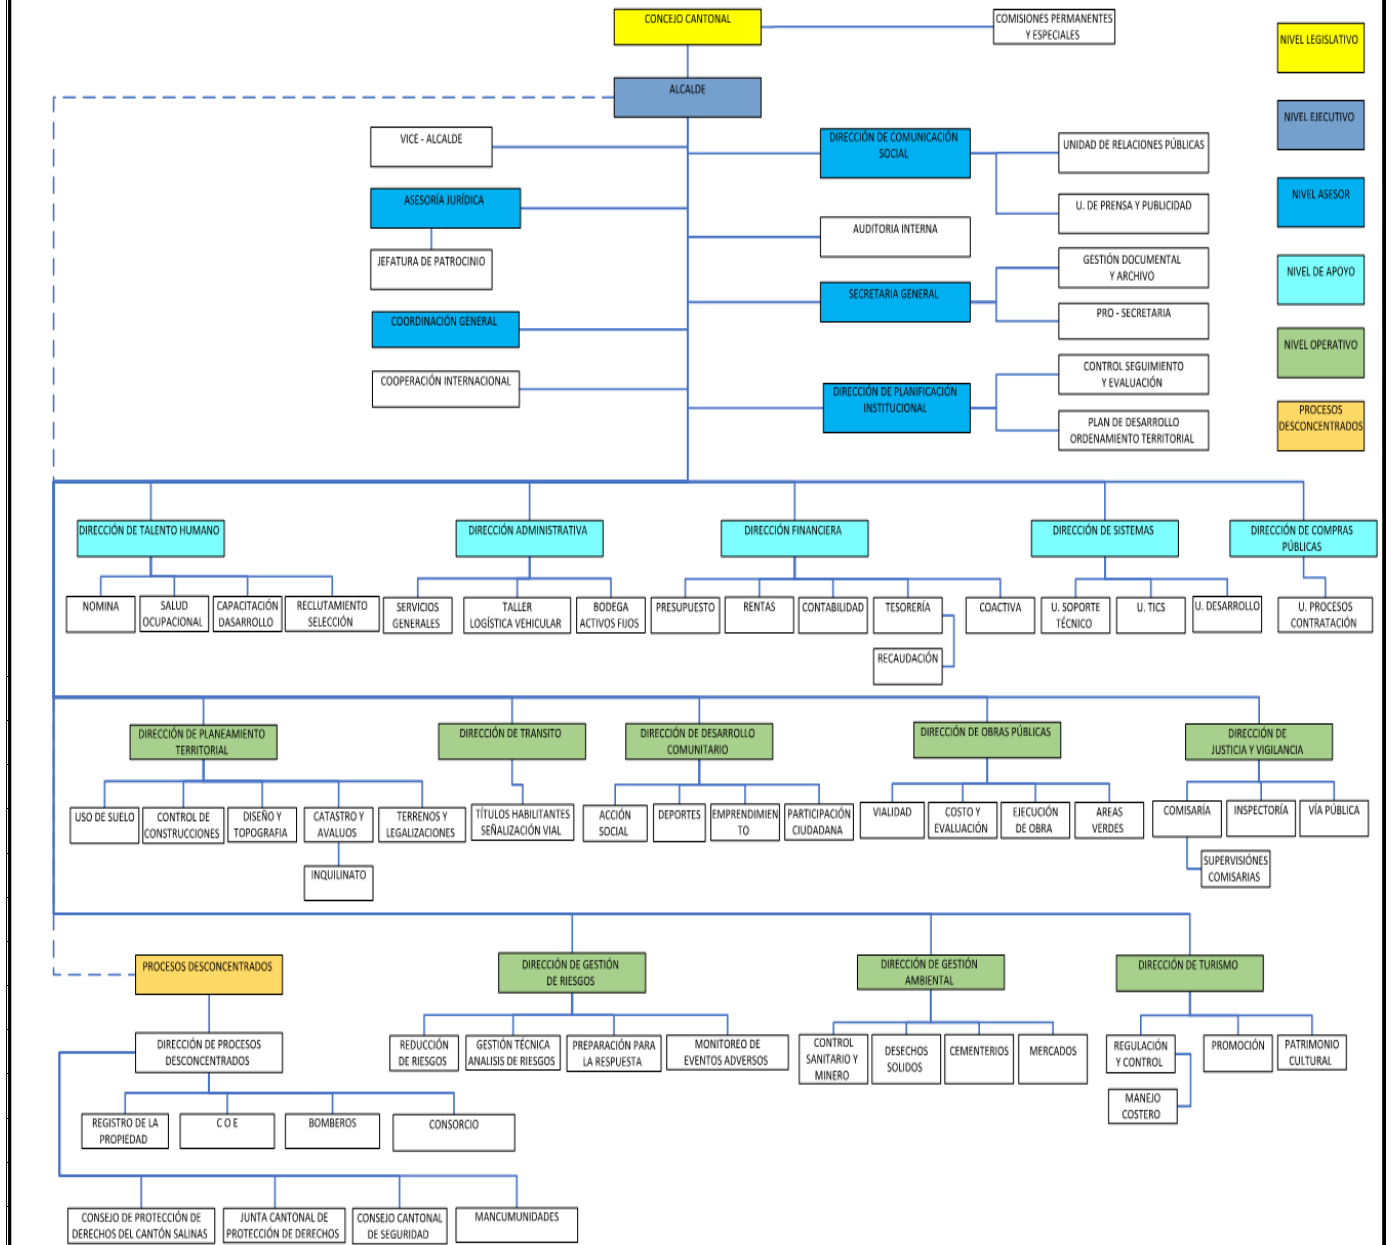 CONCEJO CANTONAL
COMISIONES PERMANENTES
Y ESPECIALES
NIVEL LEGISLATIVO
ALCALDE
NIVEL EJECUTIVO
VICE - ALCALDE
DIRECCIÓN DE COMUNICACIÓN
SOCIAL
UNIDAD DE RELACIONES PÚBLICAS
ASESORÍA JURÍDICA
U. DE PRENSA Y PUBLICIDAD
NIVEL ASESOR
AUDITORIA INTERNA
JEFATURA DE PATROCINIO
GESTIÓN DOCUMENTAL
Y ARCHIVO
NIVEL DE APOYO
SECRETARIA GENERAL
COORDINACIÓN GENERAL
PRO - SECRETARIA
NIVEL OPERATIVO
COOPERACIÓN INTERNACIONAL
CONTROL SEGUIMIENTO
Y EVALUACIÓN
DIRECCIÓN DE PLANIFICACIÓN
INSTITUCIONAL
PLAN DE DESARROLLO
ORDENAMIENTO TERRITORIAL
PROCESOS
DESCONCENTRADOS
DIRECCIÓN DE TALENTO HUMANO
DIRECCIÓN ADMINISTRATIVA
DIRECCIÓN FINANCIERA
DIRECCIÓN DE SISTEMAS
DIRECCIÓN DE COMPRAS
PÚBLICAS
NOMINA
SALUD
OCUPACIONAL
CAPACITACIÓN
DASARROLLO
RECLUTAMIENTO
SELECCIÓN
SERVICIOS
GENERALES
TALLER
LOGÍSTICA VEHICULAR
BODEGA
ACTIVOS FIJOS
PRESUPUESTO
RENTAS
CONTABILIDAD
TESORERÍA
COACTIVA
U. SOPORTE
TÉCNICO
U. TICS
U. DESARROLLO
U. PROCESOS
CONTRATACIÓN
RECAUDACIÓN
DIRECCIÓN DE PLANEAMIENTO
TERRITORIAL
DIRECCIÓN DE TRANSITO
DIRECCIÓN DE DESARROLLO
COMUNITARIO
DIRECCIÓN DE OBRAS PÚBLICAS
DIRECCIÓN DE
JUSTICIA Y VIGILANCIA
USO DE SUELO
CONTROL DE
CONSTRUCCIONES
DISEÑO Y
TOPOGRAFIA
CATASTRO Y
AVALUOS
TERRENOS Y
LEGALIZACIONES
TÍTULOS HABILITANTES
SEÑALIZACIÓN VIAL
ACCIÓN
SOCIAL
DEPORTES
EMPRENDIMIEN
TO
PARTICIPACIÓN
CIUDADANA
VIALIDAD
COSTO Y
EVALUACIÓN
EJECUCIÓN
DE OBRA
AREAS
VERDES
COMISARÍA
INSPECTORÍA
VÍA PÚBLICA
INQUILINATO
SUPERVISIÓNES
COMISARIAS
PROCESOS DESCONCENTRADOS
DIRECCIÓN DE GESTIÓN
DE RIESGOS
DIRECCIÓN DE GESTIÓN
AMBIENTAL
DIRECCIÓN DE TURISMO
DIRECCIÓN DE PROCESOS
DESCONCENTRADOS
REDUCCIÓN
DE RIESGOS
GESTIÓN TÉCNICA
ANALISIS DE RIESGOS
PREPARACIÓN PARA
LA RESPUESTA
MONITOREO DE
EVENTOS ADVERSOS
CONTROL
SANITARIO Y
MINERO
DESECHOS
SOLIDOS
CEMENTERIOS
MERCADOS
REGULACIÓN
Y CONTROL
PROMOCIÓN
PATRIMONIO
CULTURAL
MANEJO
COSTERO
REGISTRO DE LA
PROPIEDAD
C O E
BOMBEROS
CONSORCIO
CONSEJO DE PROTECCIÓN DE
DERECHOS DEL CANTÓN SALINAS
JUNTA CANTONAL DE
PROTECCIÓN DE DERECHOS
CONSEJO CANTONAL
DE SEGURIDAD
MANCUMUNIDADES